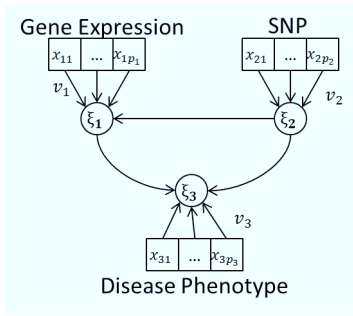 Gene Expression SNP
x₁₁ ... x₁ₚ₁ x₂₁ ... x₂ₚ₂
v₁ v₂
ξ₁ ξ₂
ξ₃
v₃
x₃₁ ... x₃ₚ₃
Disease Phenotype